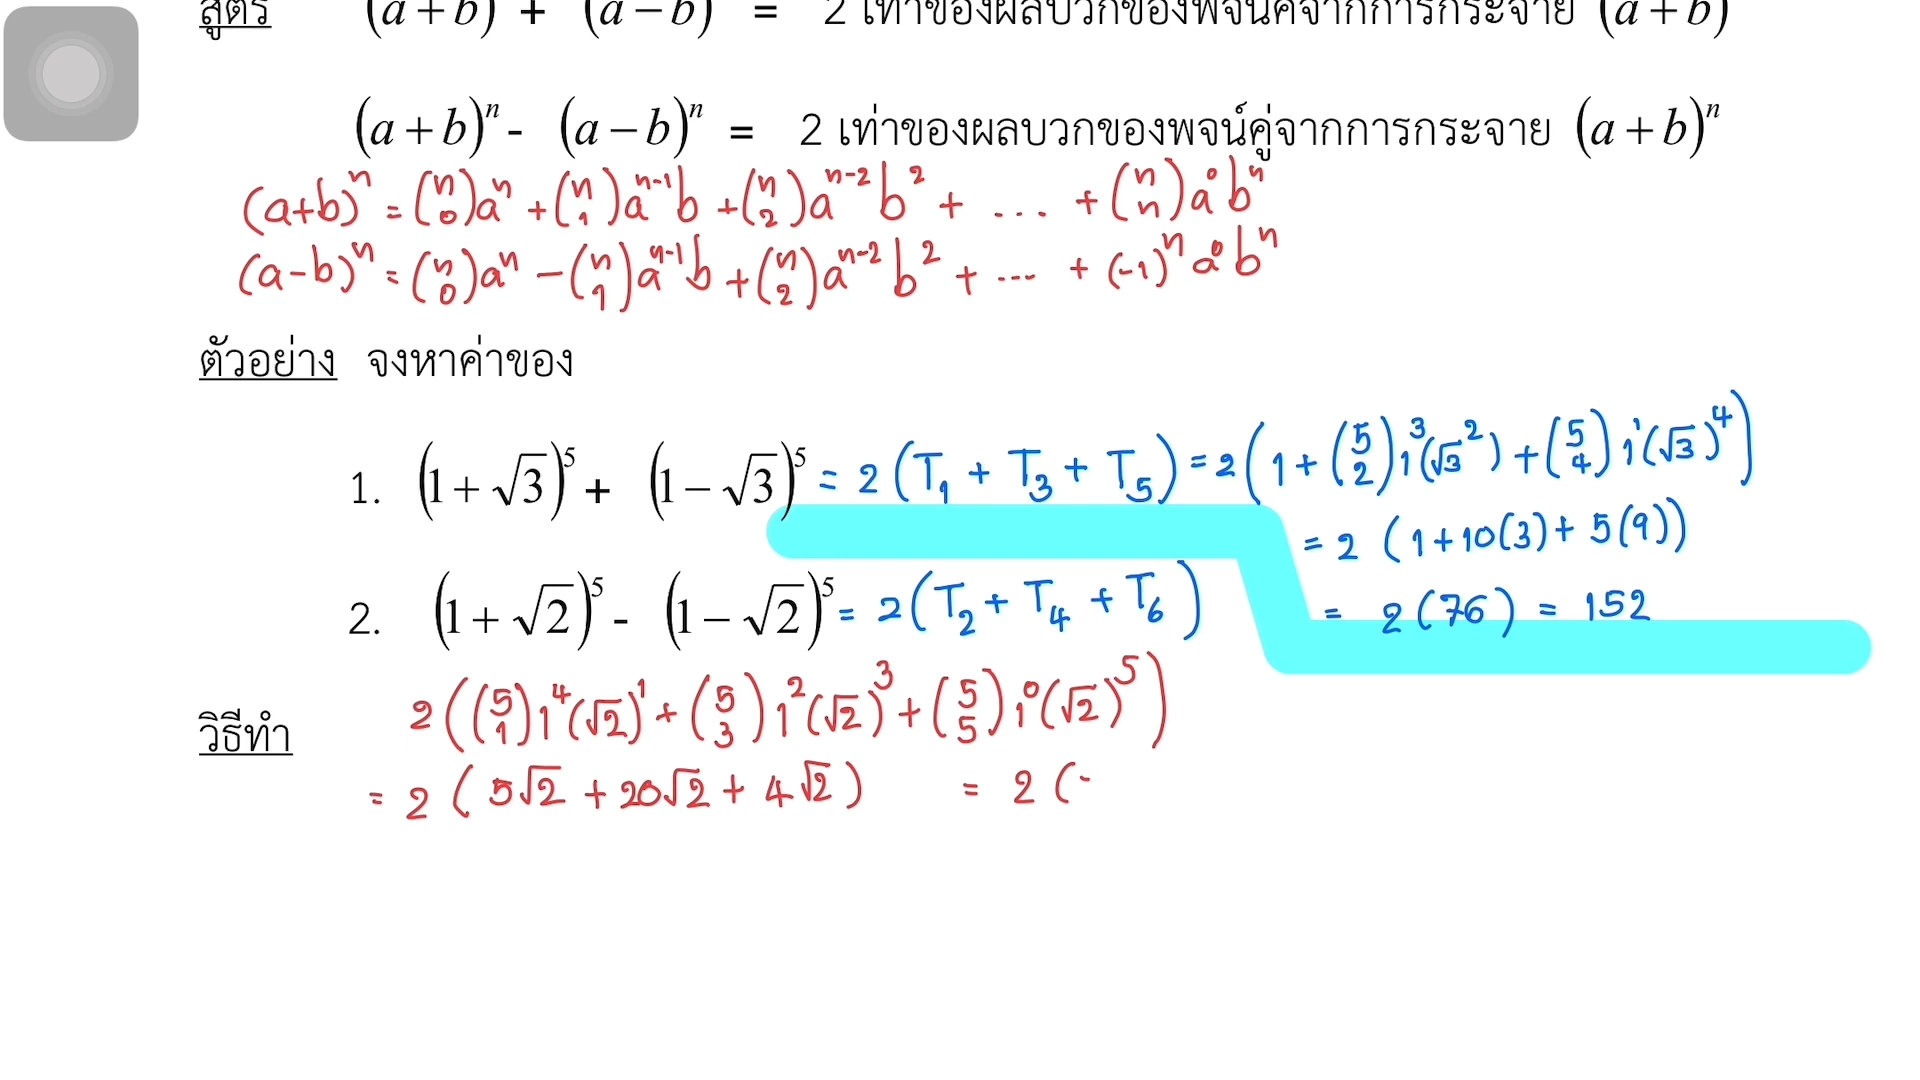 สูตร (a + b) + (a − b) = 2 เท่าของผลบวกของพจน์คี่จากการกระจาย (a + b)
(a + b)ⁿ - (a − b)ⁿ = 2 เท่าของผลบวกของพจน์คู่จากการกระจาย (a + b)ⁿ
(a+b)ⁿ = (n 0)aⁿ + (n 1)aⁿ⁻¹b + (n 2)aⁿ⁻²b² + ... + (n n)a⁰bⁿ
(a-b)ⁿ = (n 0)aⁿ − (n 1)aⁿ⁻¹b + (n 2)aⁿ⁻²b² + ... + (-1)ⁿa⁰bⁿ
ตัวอย่าง จงหาค่าของ
1. (1 + √3)⁵ + (1 − √3)⁵ = 2(T₁ + T₃ + T₅) = 2(1 + (5 2)1³(√3²) + (5 4)1¹(√3)⁴)
= 2 (1+10(3)+ 5(9))
2. (1 + √2)⁵ - (1 − √2)⁵ = 2(T₂ + T₄ + T₆)
= 2(76) = 152
2((5 1)1⁴(√2)¹ + (5 3)1²(√2)³ + (5 5)1⁰(√2)⁵)
วิธีทำ
= 2 (5√2 + 20√2 + 4√2) = 2 (